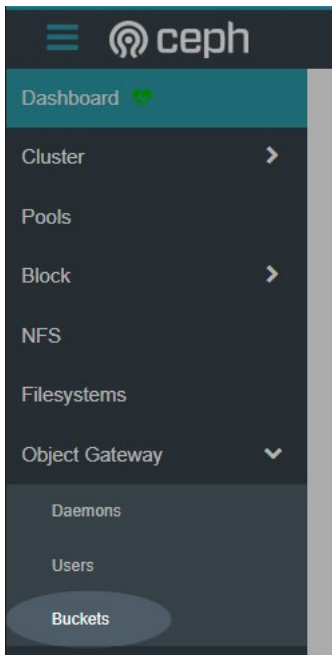 ceph
Dashboard
Cluster
Pools
Block
NFS
Filesystems
Object Gateway
Daemons
Users
Buckets